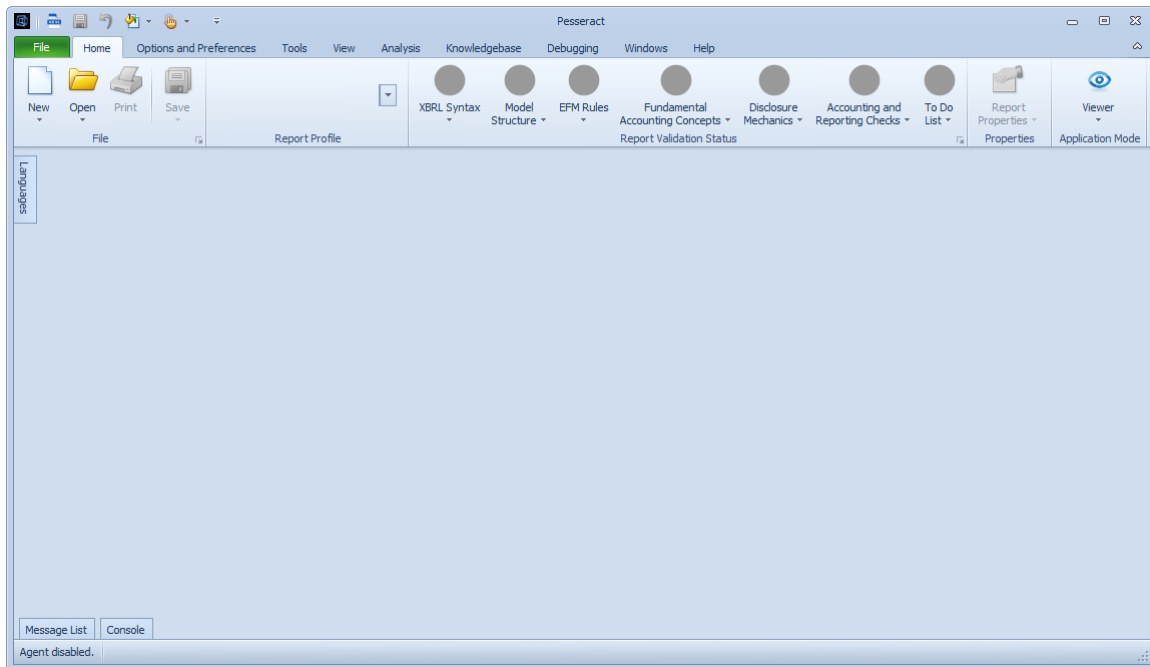 Pesseract
File Home Options and Preferences Tools View Analysis Knowledgebase Debugging Windows Help
New Open Print Save XBRL Syntax Model Structure EFM Rules Fundamental Accounting Concepts Disclosure Mechanics Accounting and Reporting Checks To Do List Report Properties Viewer
File Report Profile Report Validation Status Properties Application Mode
Languages
Message List Console
Agent disabled.